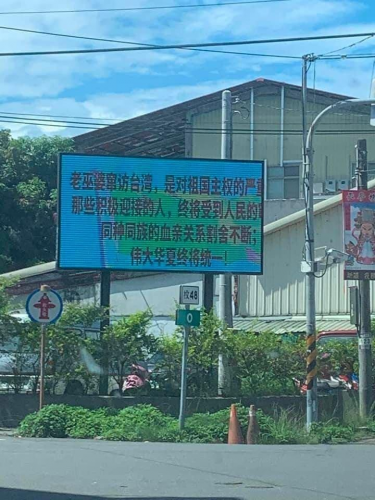 老巫婆窜访台湾，是对祖国主权的严
那些积极迎接的人，终将受到人民的
同种同族的血亲关系割舍不断；
伟大华夏终将统一！
48
0